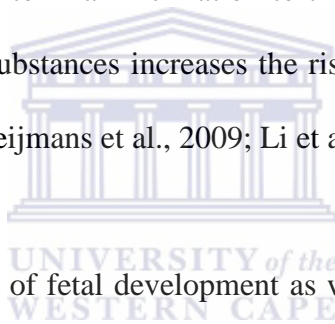 ubstances increases the ris
eijmans et al., 2009; Li et a
UNIVERSITY of the
of fetal development as w
WESTERN CAPE